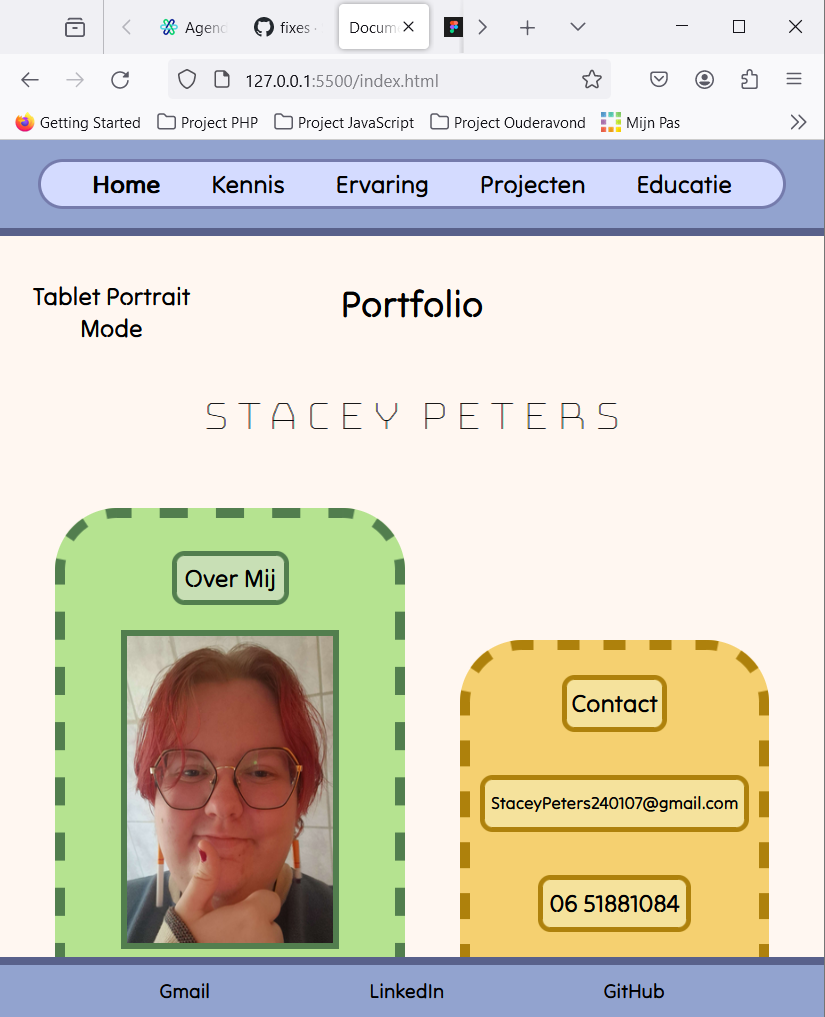 Agenc
fixes ·
Docum
127.0.0.1:5500/index.html
Getting Started
Project PHP
Project JavaScript
Project Ouderavond
Mijn Pas
Home
Kennis
Ervaring
Projecten
Educatie
Tablet Portrait
Mode
Portfolio
STACEY PETERS
Over Mij
Contact
StaceyPeters240107@gmail.com
06 51881084
Gmail
LinkedIn
GitHub